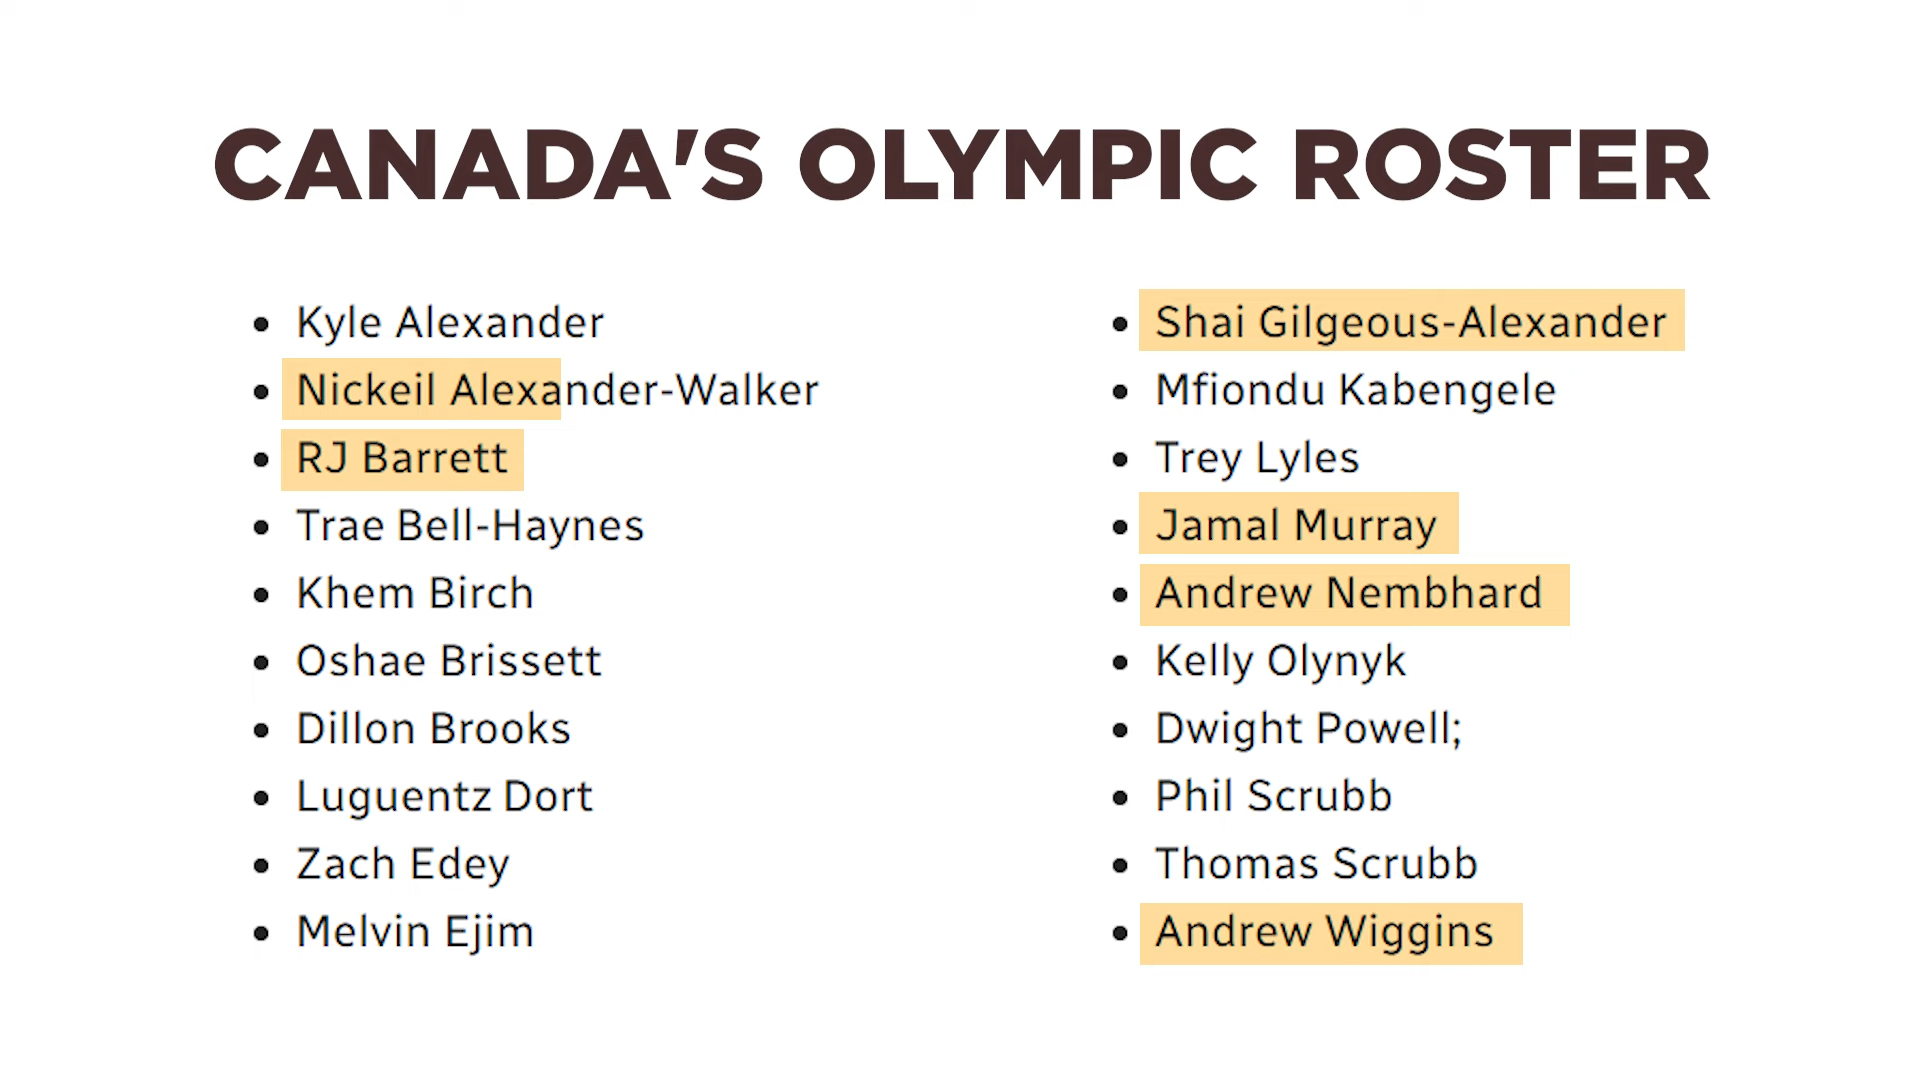 CANADA'S OLYMPIC ROSTER
Kyle Alexander
Nickeil Alexander-Walker
RJ Barrett
Trae Bell-Haynes
Khem Birch
Oshae Brissett
Dillon Brooks
Luguentz Dort
Zach Edey
Melvin Ejim
Shai Gilgeous-Alexander
Mfiondu Kabengele
Trey Lyles
Jamal Murray
Andrew Nembhard
Kelly Olynyk
Dwight Powell;
Phil Scrubb
Thomas Scrubb
Andrew Wiggins